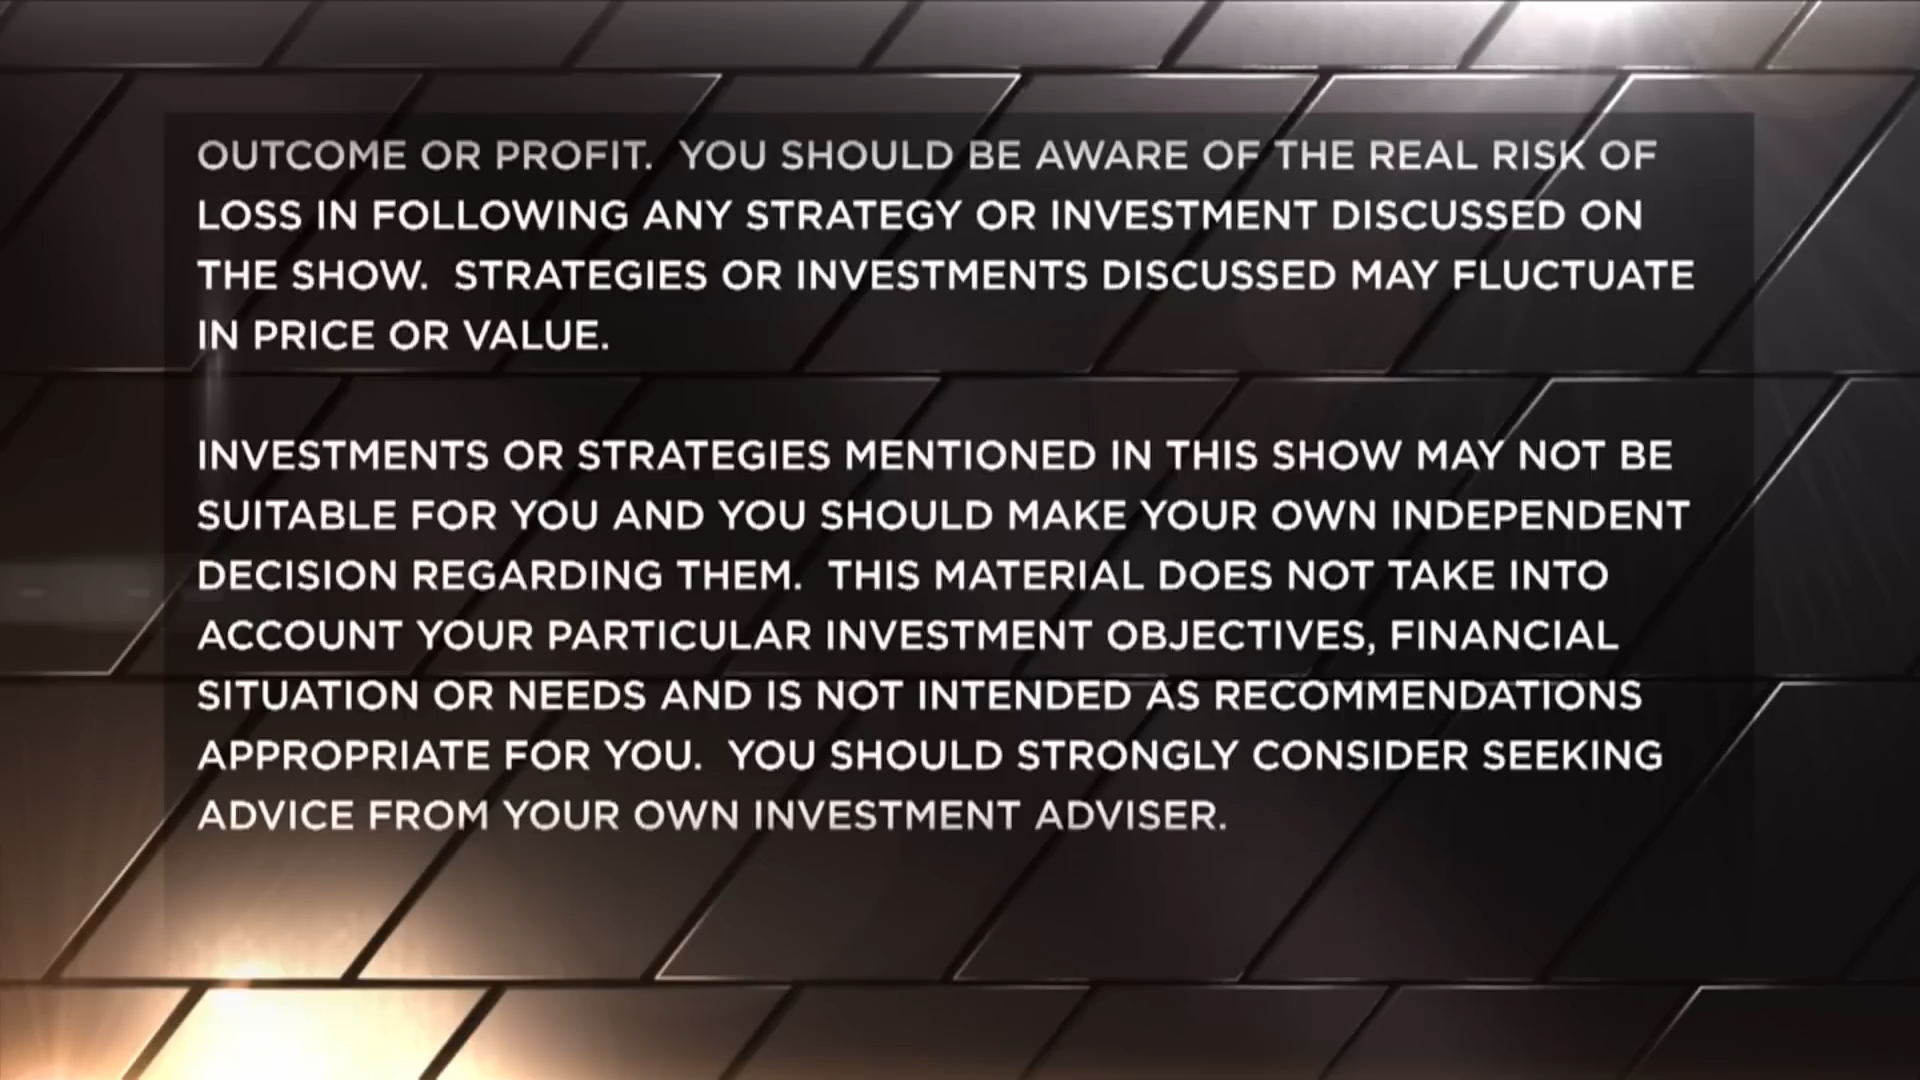 OUTCOME OR PROFIT.  YOU SHOULD BE AWARE OF THE REAL RISK OF
LOSS IN FOLLOWING ANY STRATEGY OR INVESTMENT DISCUSSED ON
THE SHOW.  STRATEGIES OR INVESTMENTS DISCUSSED MAY FLUCTUATE
IN PRICE OR VALUE.
INVESTMENTS OR STRATEGIES MENTIONED IN THIS SHOW MAY NOT BE
SUITABLE FOR YOU AND YOU SHOULD MAKE YOUR OWN INDEPENDENT
DECISION REGARDING THEM.  THIS MATERIAL DOES NOT TAKE INTO
ACCOUNT YOUR PARTICULAR INVESTMENT OBJECTIVES, FINANCIAL
SITUATION OR NEEDS AND IS NOT INTENDED AS RECOMMENDATIONS
APPROPRIATE FOR YOU.  YOU SHOULD STRONGLY CONSIDER SEEKING
ADVICE FROM YOUR OWN INVESTMENT ADVISER.